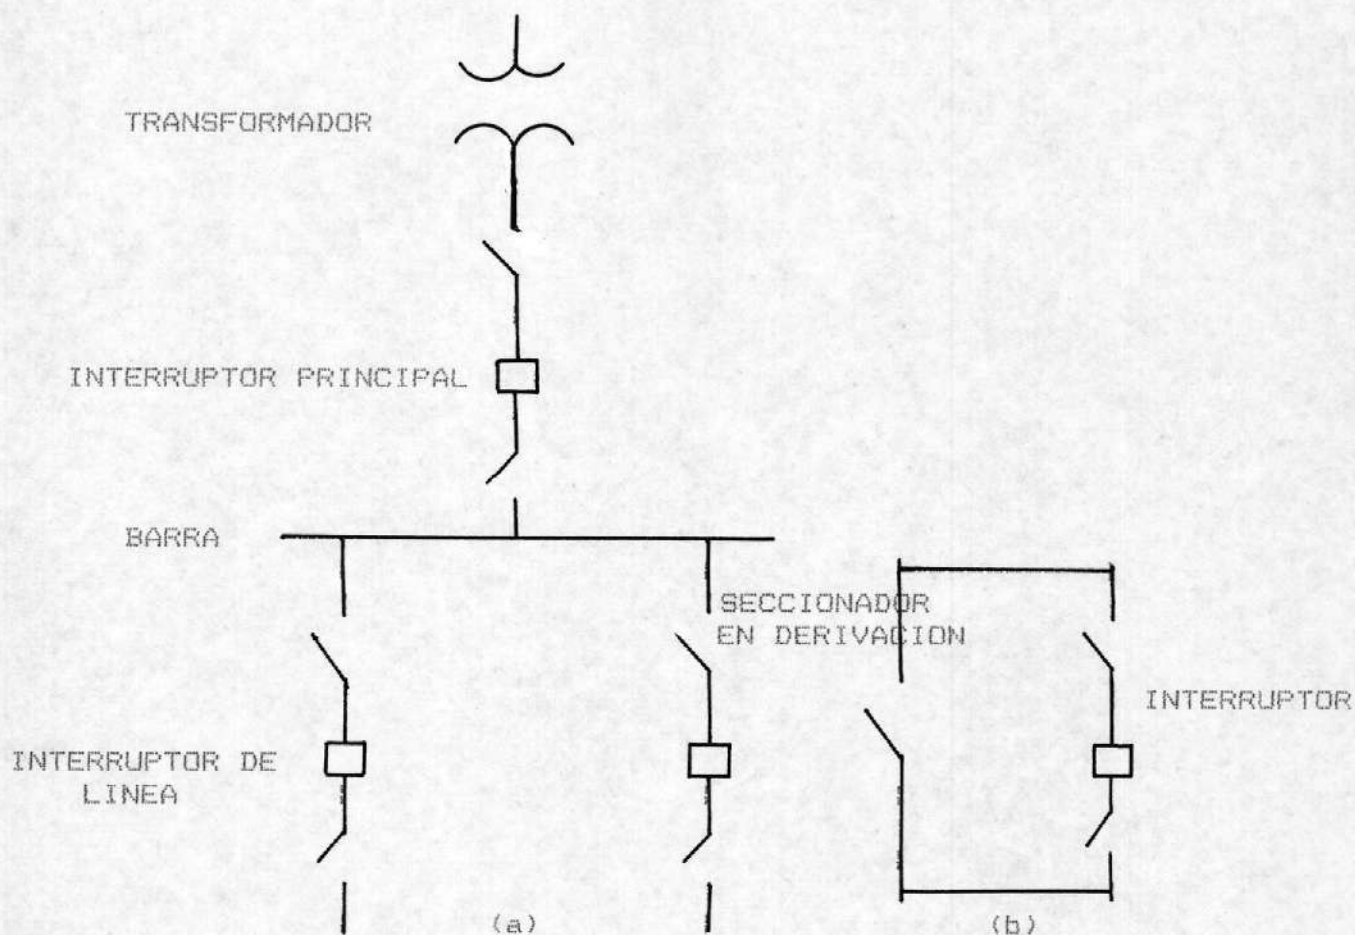 TRANSFORMADOR
INTERRUPTOR PRINCIPAL
BARRA
SECCIONADOR
EN DERIVACION
INTERRUPTOR
INTERRUPTOR DE
LINEA
(a)
(b)